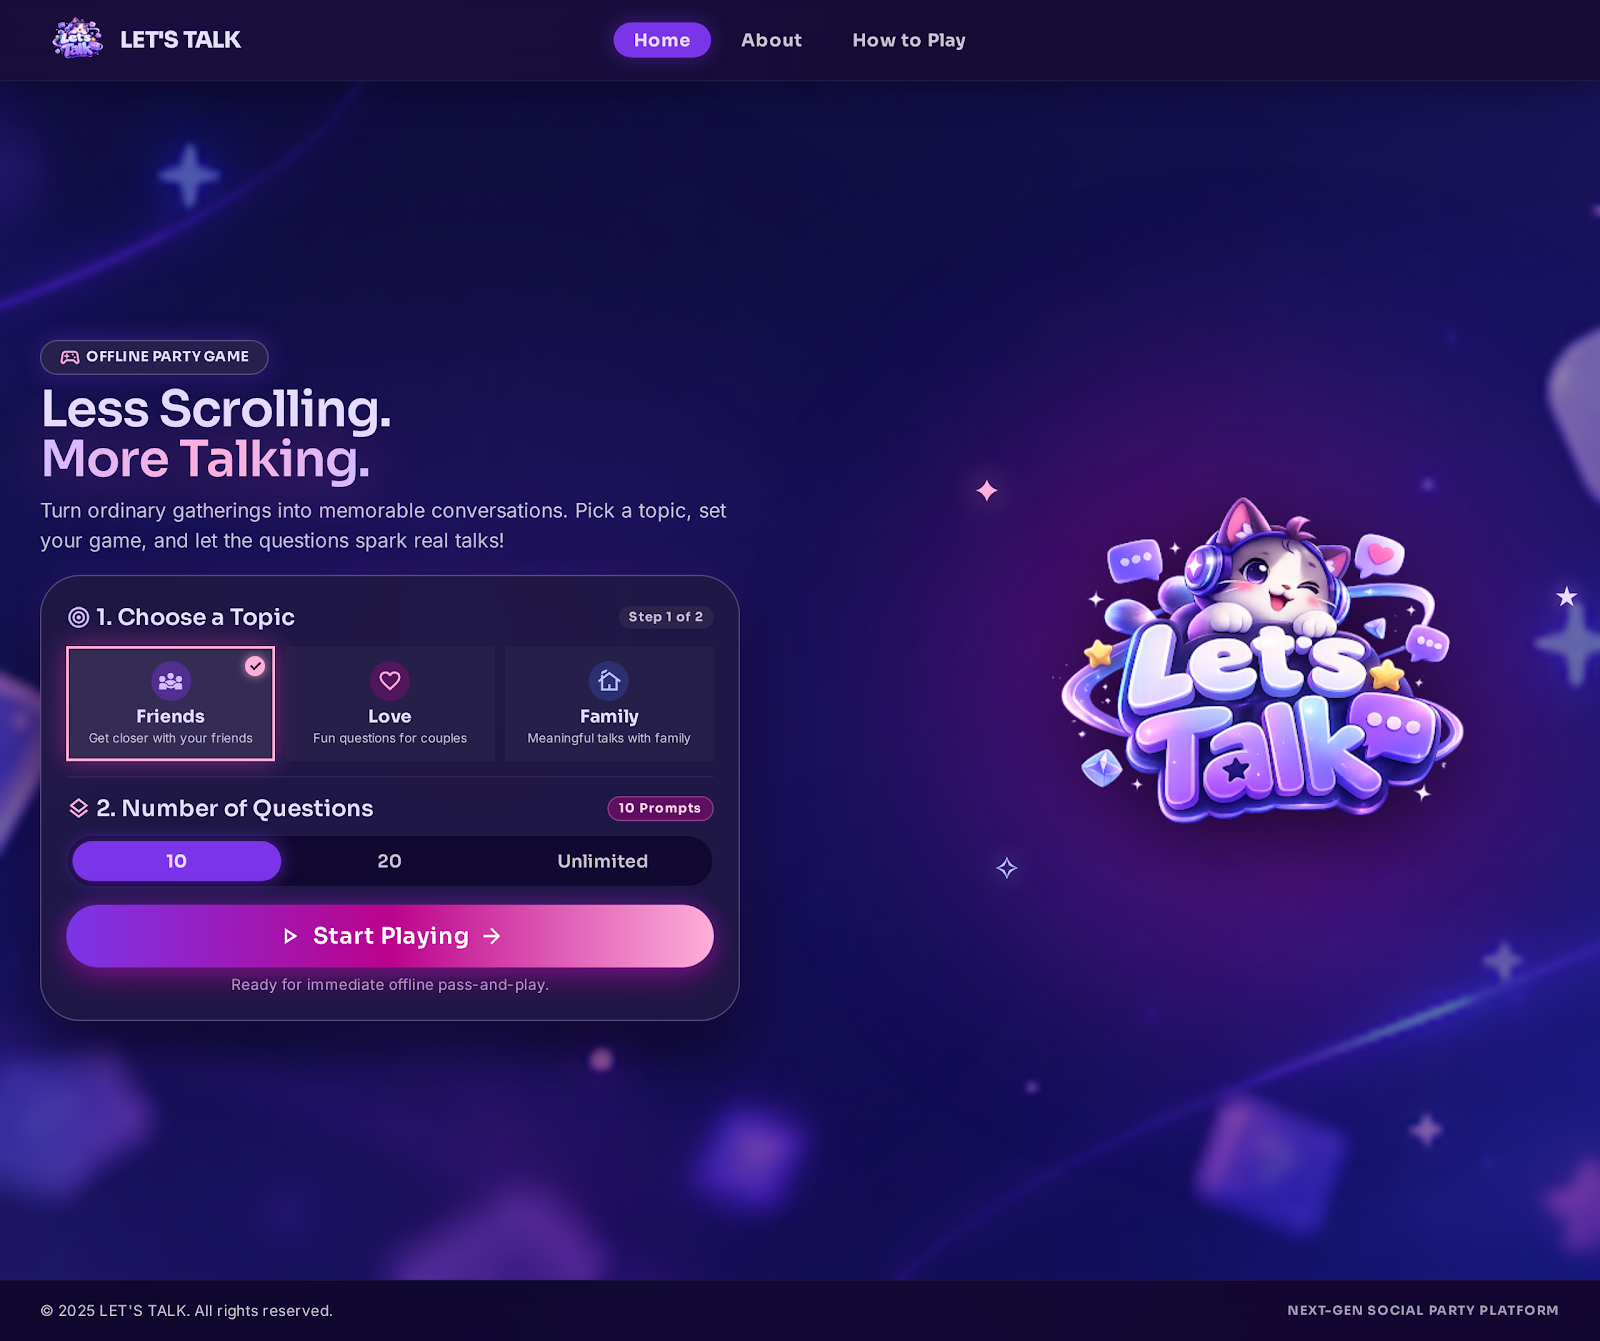 Let's Talk
LET'S TALK
Home
About
How to Play
OFFLINE PARTY GAME
Less Scrolling.
More Talking.
Turn ordinary gatherings into memorable conversations. Pick a topic, set
your game, and let the questions spark real talks!
1. Choose a Topic
Step 1 of 2
Friends
Get closer with your friends
Love
Fun questions for couples
Family
Meaningful talks with family
2. Number of Questions
10 Prompts
10
20
Unlimited
Start Playing
Ready for immediate offline pass-and-play.
Let's
Talk
© 2025 LET'S TALK. All rights reserved.
NEXT-GEN SOCIAL PARTY PLATFORM